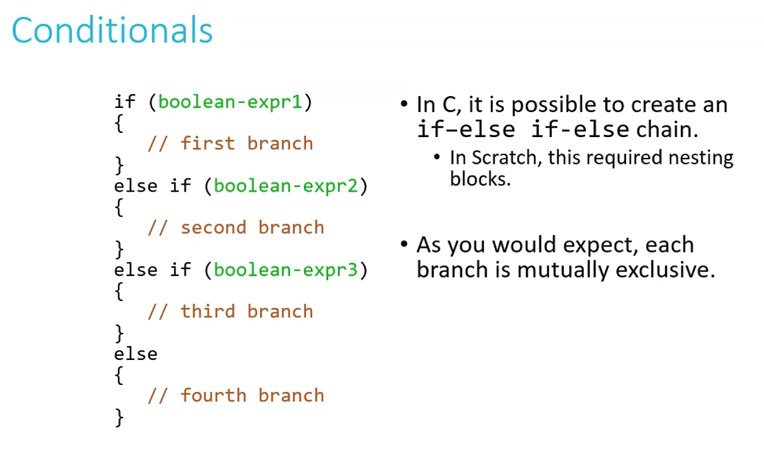 Conditionals
if (boolean-expr1)
{
// first branch
}
else if (boolean-expr2)
{
// second branch
}
else if (boolean-expr3)
{
// third branch
}
else
{
// fourth branch
}
• In C, it is possible to create an
if–else if-else chain.
• In Scratch, this required nesting
blocks.
• As you would expect, each
branch is mutually exclusive.